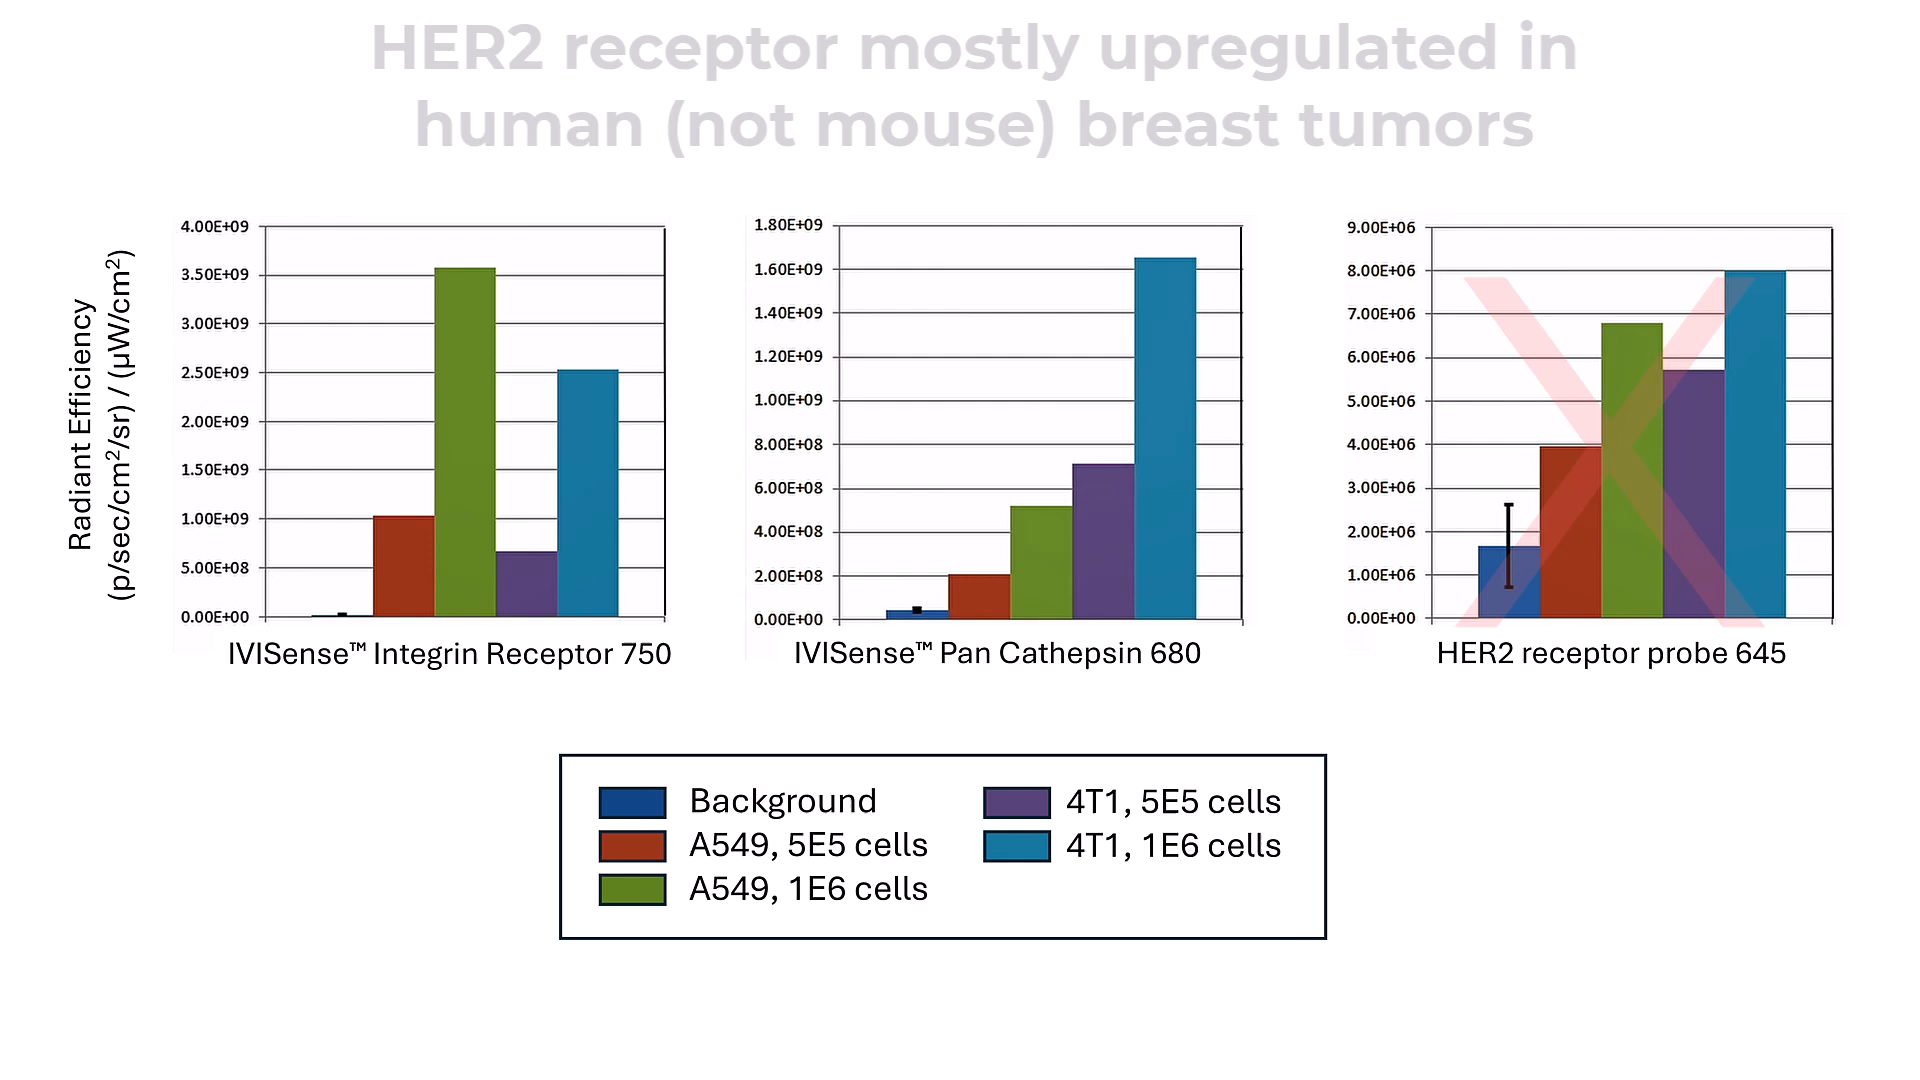 HER2 receptor mostly upregulated in
human (not mouse) breast tumors
Radiant Efficiency
(p/sec/cm²/sr) / (µW/cm²)
4.00E+09
3.50E+09
3.00E+09
2.50E+09
2.00E+09
1.50E+09
1.00E+09
5.00E+08
0.00E+00
IVISense™ Integrin Receptor 750
1.80E+09
1.60E+09
1.40E+09
1.20E+09
1.00E+09
8.00E+08
6.00E+08
4.00E+08
2.00E+08
0.00E+00
IVISense™ Pan Cathepsin 680
9.00E+06
8.00E+06
7.00E+06
6.00E+06
5.00E+06
4.00E+06
3.00E+06
2.00E+06
1.00E+06
0.00E+00
HER2 receptor probe 645
Background
A549, 5E5 cells
A549, 1E6 cells
4T1, 5E5 cells
4T1, 1E6 cells